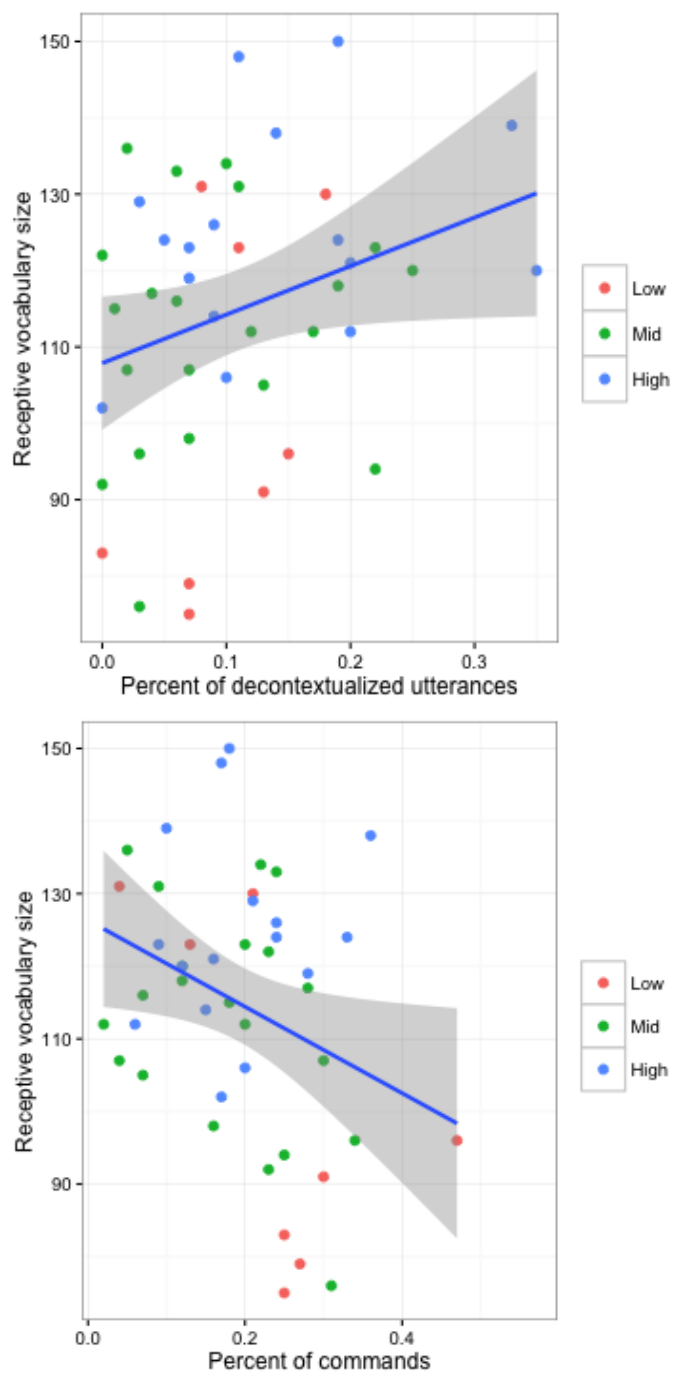 150
130
110
90
Receptive vocabulary size
0.0 0.1 0.2 0.3
Percent of decontextualized utterances
Low
Mid
High
150
130
110
90
Receptive vocabulary size
0.0 0.2 0.4
Percent of commands
Low
Mid
High